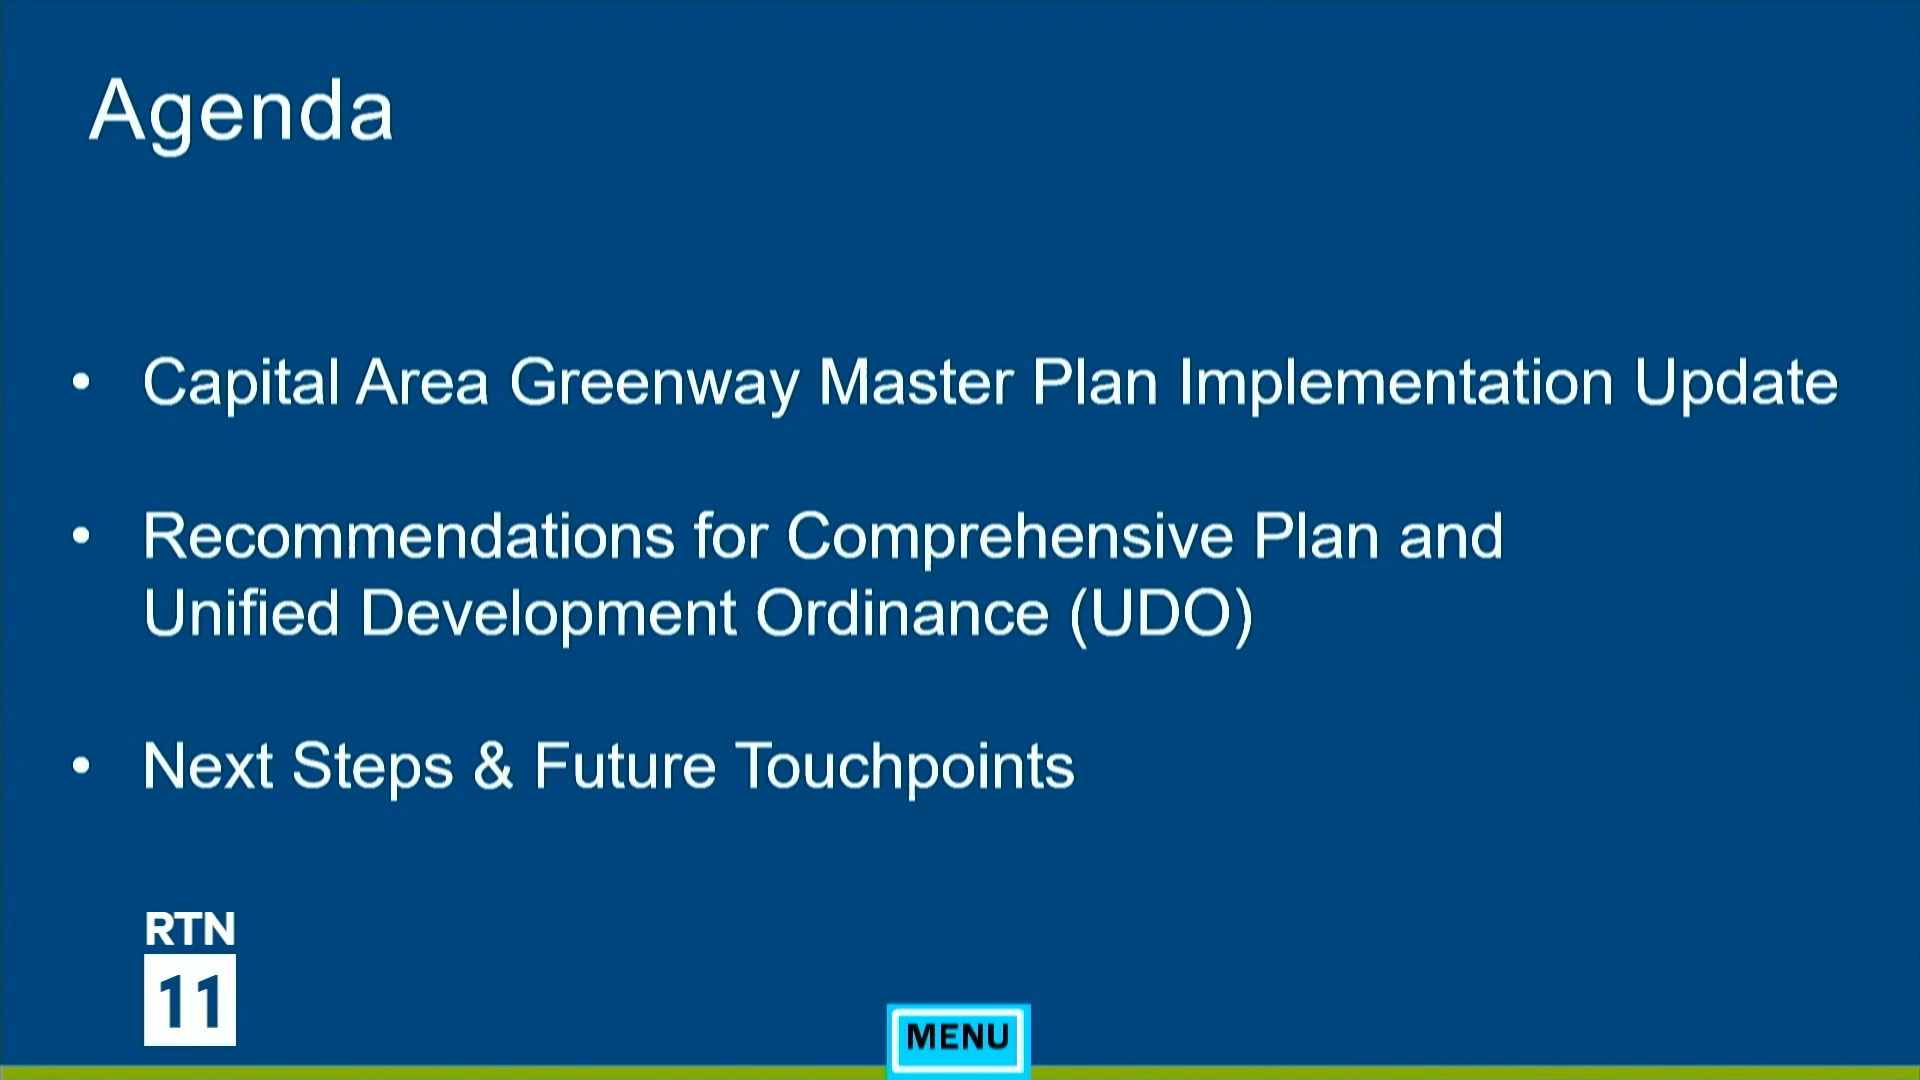 Agenda
• Capital Area Greenway Master Plan Implementation Update
• Recommendations for Comprehensive Plan and
Unified Development Ordinance (UDO)
• Next Steps & Future Touchpoints
RTN
11
MENU